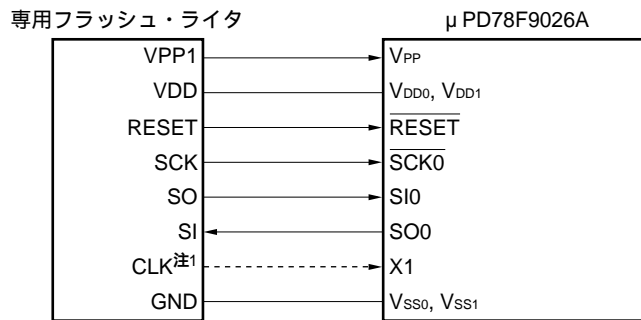 専用フラッシュ・ライタ μPD78F9026A
VPP1 VPP
VDD VDD0, VDD1
RESET RESET
SCK SCK0
SO SI0
SI SO0
CLK注1 X1
GND VSS0, VSS1